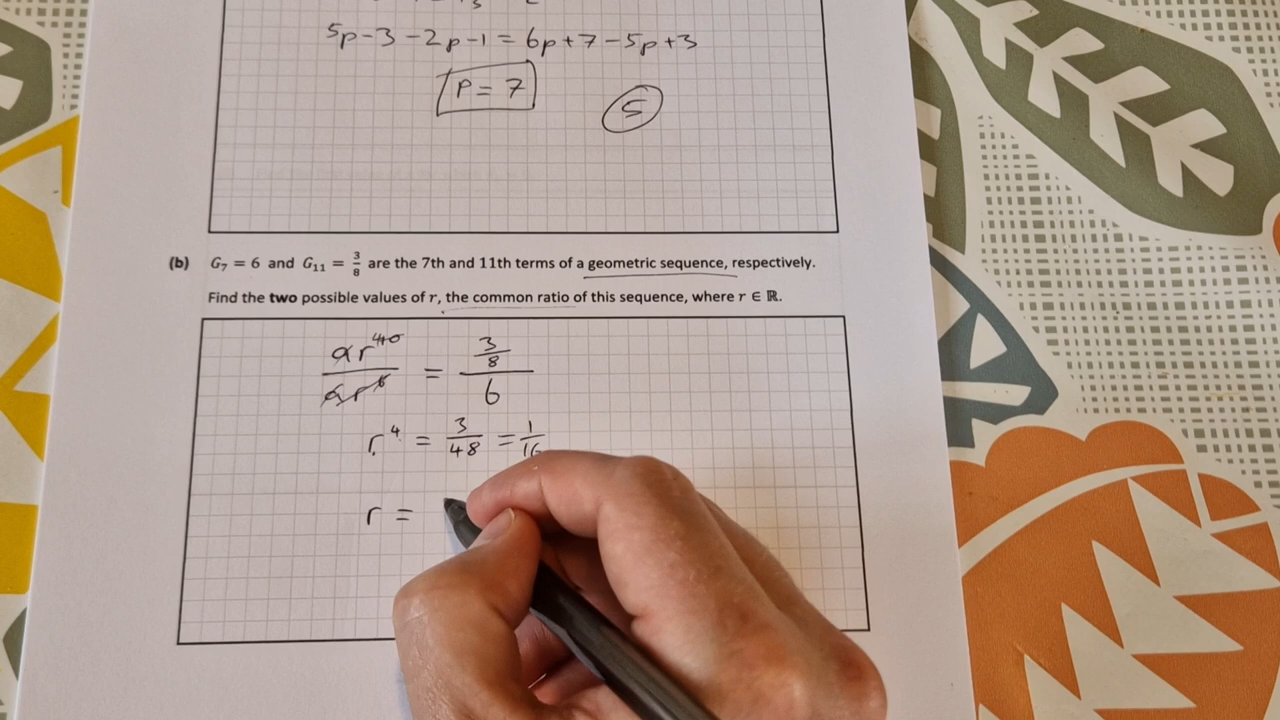 5p-3-2p-1 = 6p+7-5p+3
p = 7
5
(b) G₇ = 6 and G₁₁ = 3/8 are the 7th and 11th terms of a geometric sequence, respectively.
Find the two possible values of r, the common ratio of this sequence, where r ∈ ℝ.
ar¹⁰/ar⁶ = (3/8)/6
r⁴ = 3/48 = 1/16
r =